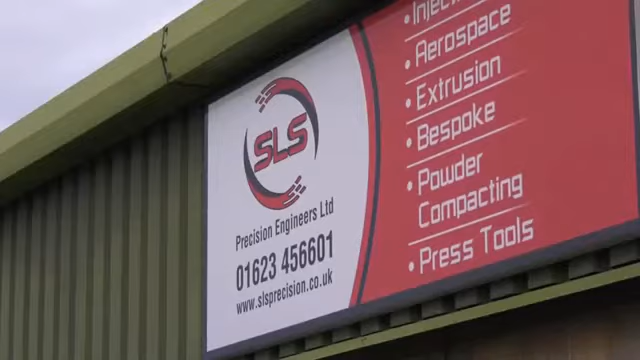 SLS
Precision Engineers Ltd
01623 456601
www.slsprecision.co.uk
• Aerospace
• Extrusion
• Bespoke
• Powder
Compacting
• Press Tools